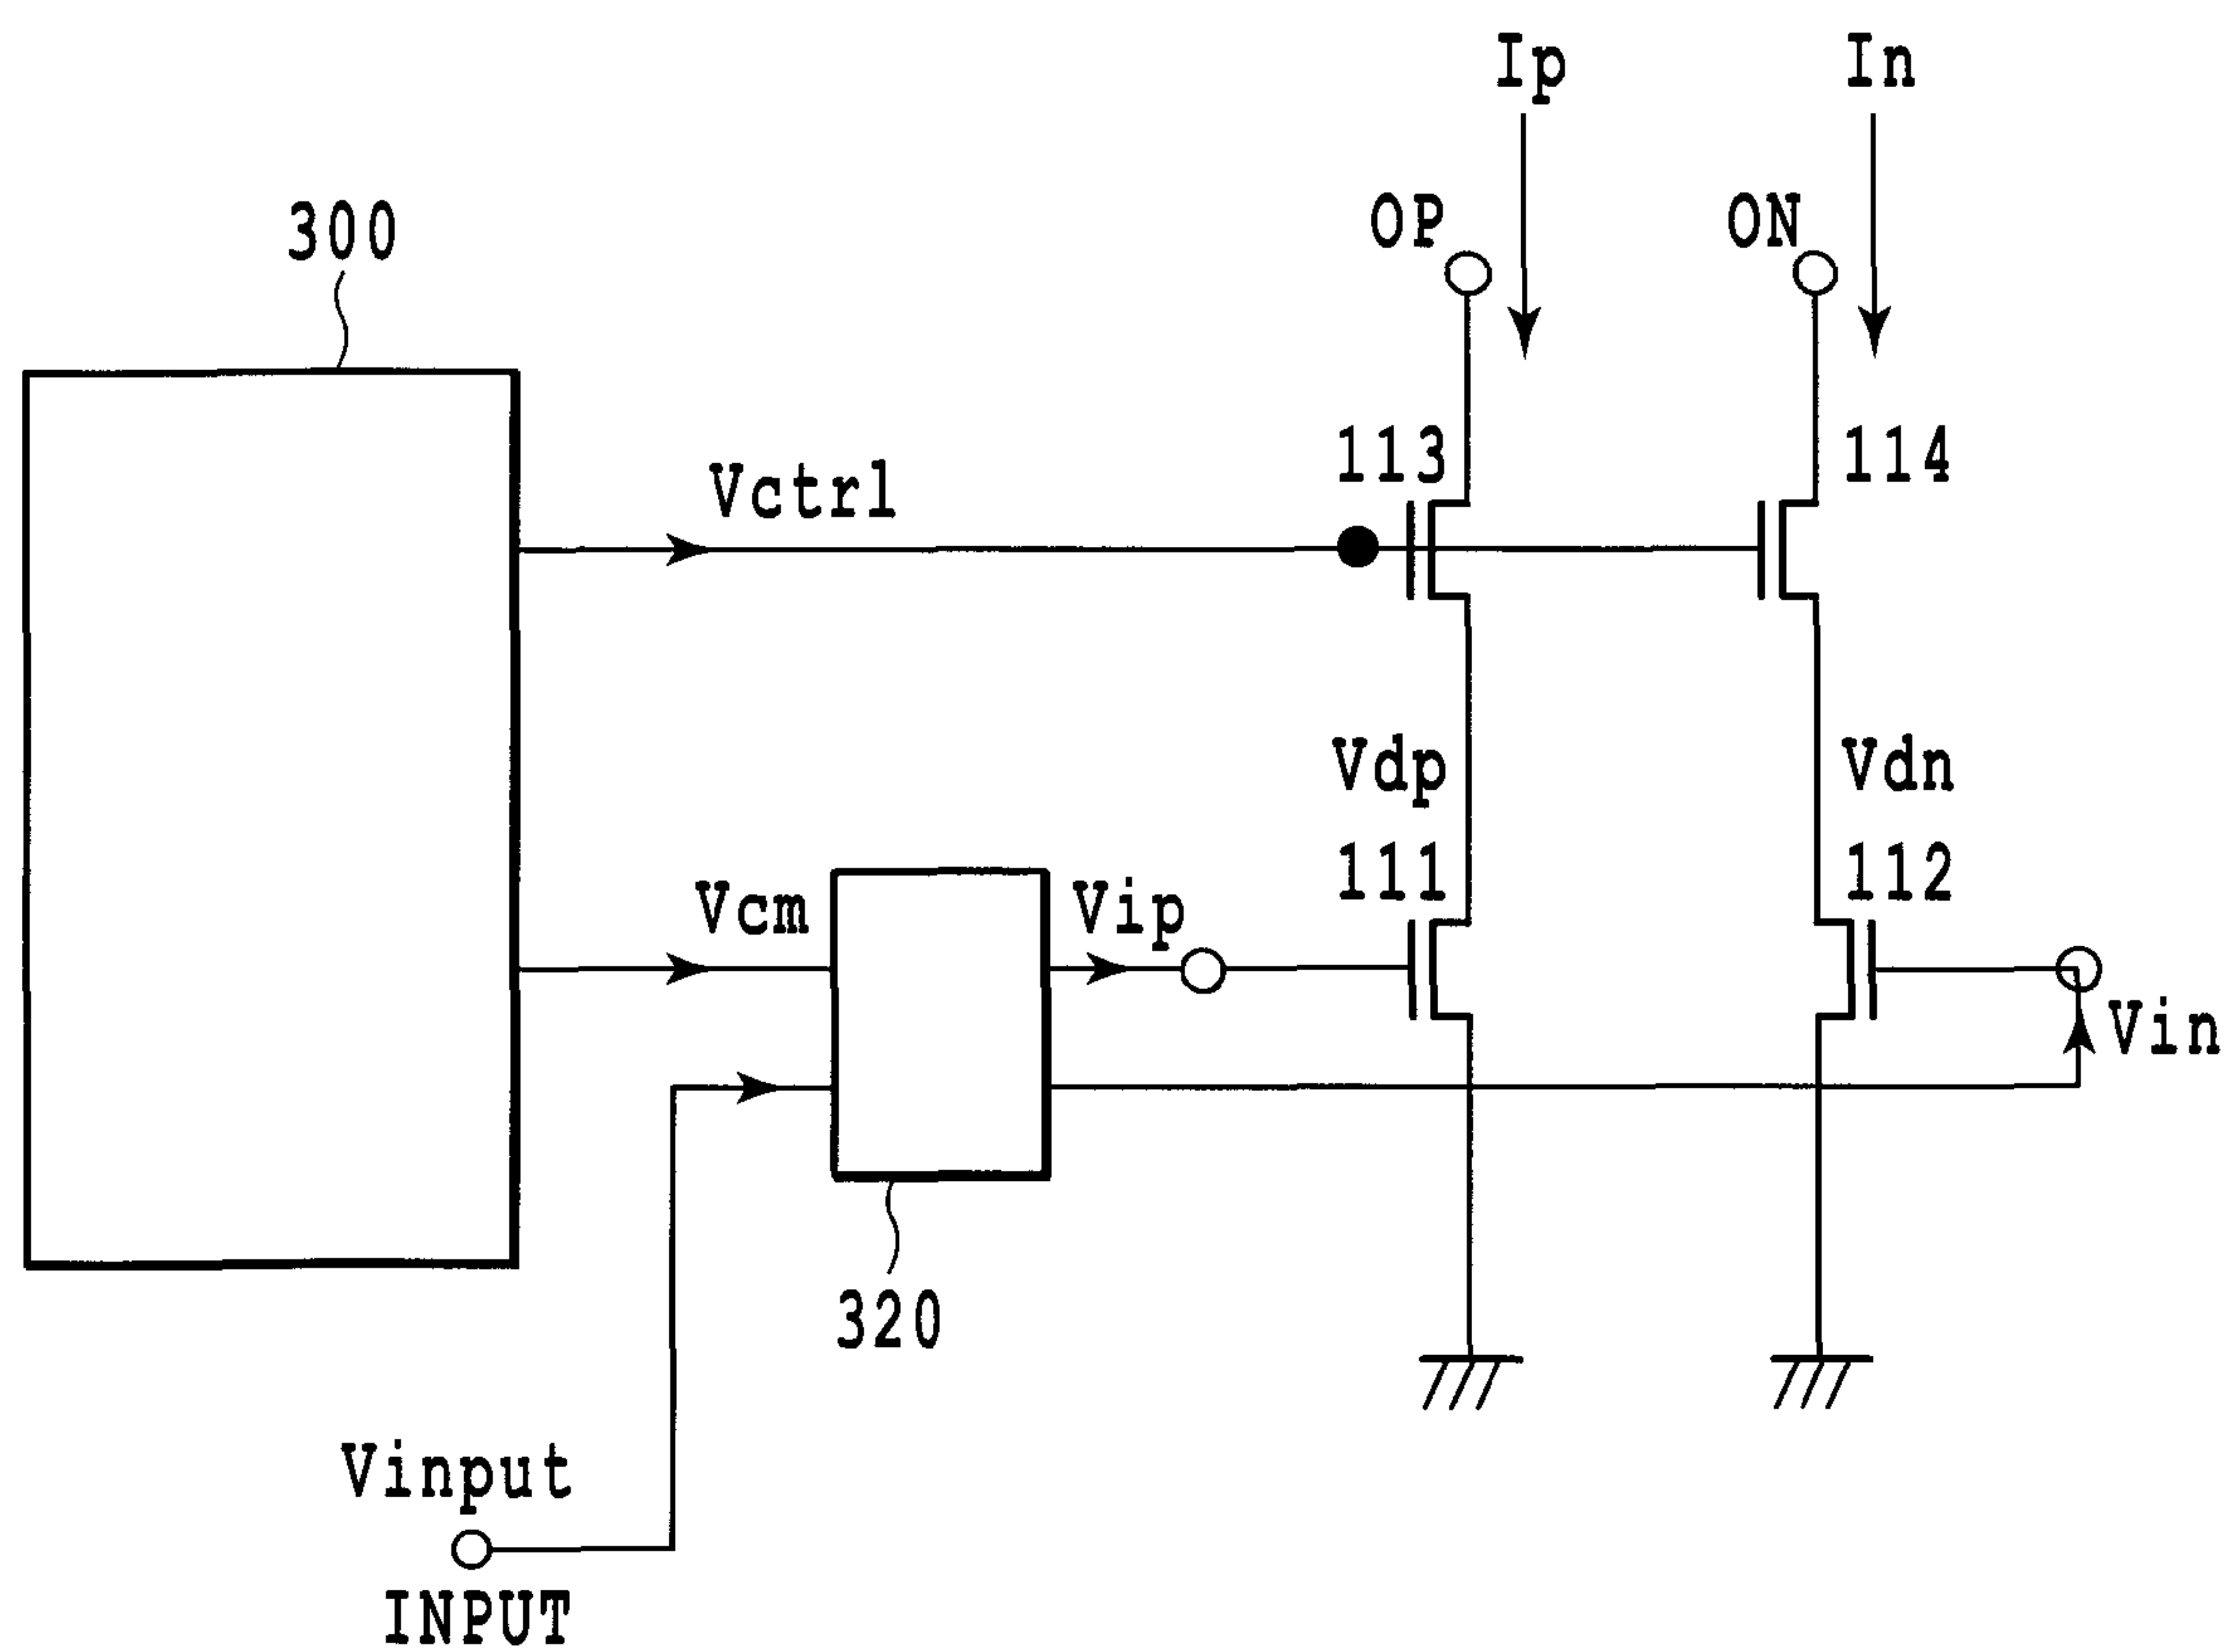 Ip
In
OP
ON
300
113
114
Vctrl
Vdp
Vdn
111
112
Vcm
Vip
Vin
320
Vinput
INPUT